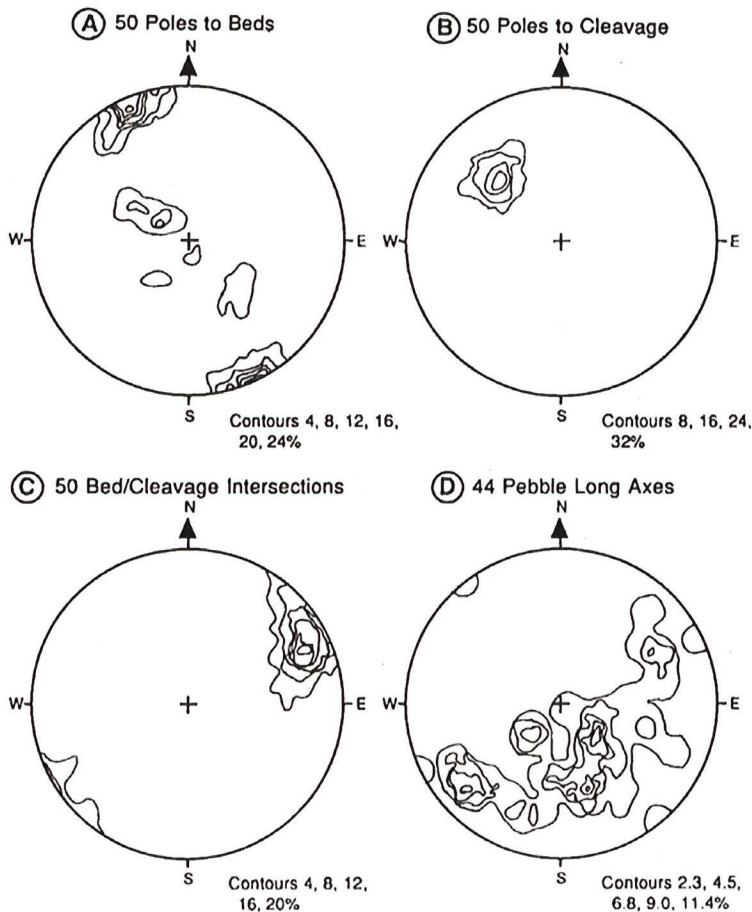 A 50 Poles to Beds
N
W
E
S
Contours 4, 8, 12, 16,
20, 24%
B 50 Poles to Cleavage
N
W
E
S
Contours 8, 16, 24,
32%
C 50 Bed/Cleavage Intersections
N
W
E
S
Contours 4, 8, 12,
16, 20%
D 44 Pebble Long Axes
N
W
E
S
Contours 2.3, 4.5,
6.8, 9.0, 11.4%